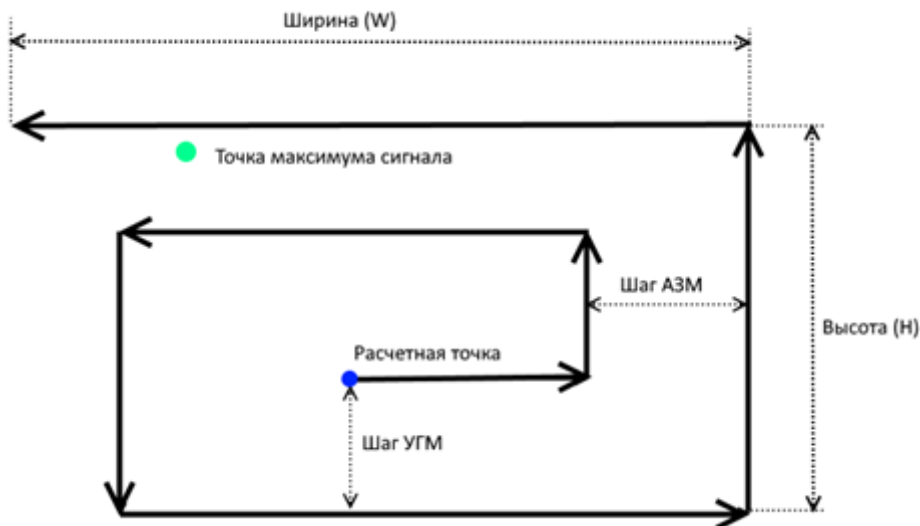 Ширина (W)
Точка максимума сигнала
Шаг АЗМ
Высота (H)
Расчетная точка
Шаг УГМ